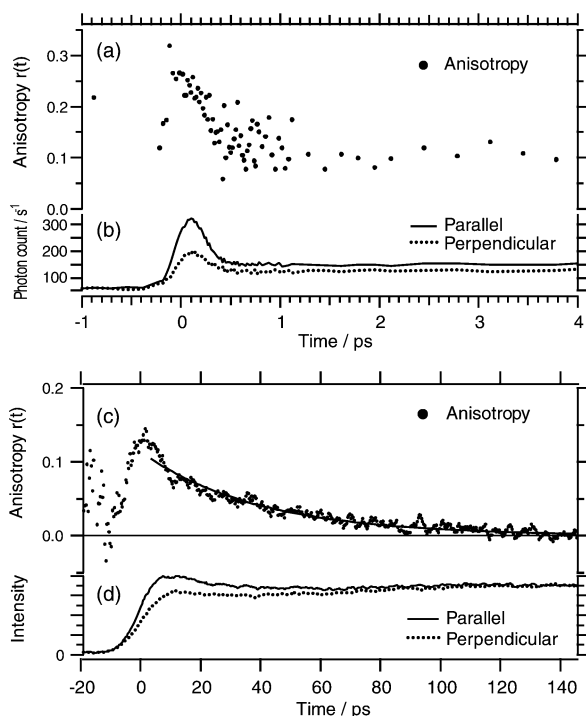 (a)
Anisotropy
Anisotropy r(t)
0.3
0.2
0.1
0.0
(b)
Parallel
Perpendicular
Photon count / s⁻¹
300
200
100
-1 0 1 2 3 4
Time / ps
(c)
Anisotropy
Anisotropy r(t)
0.2
0.1
0.0
(d)
Parallel
Perpendicular
Intensity
0
-20 0 20 40 60 80 100 120 140
Time / ps